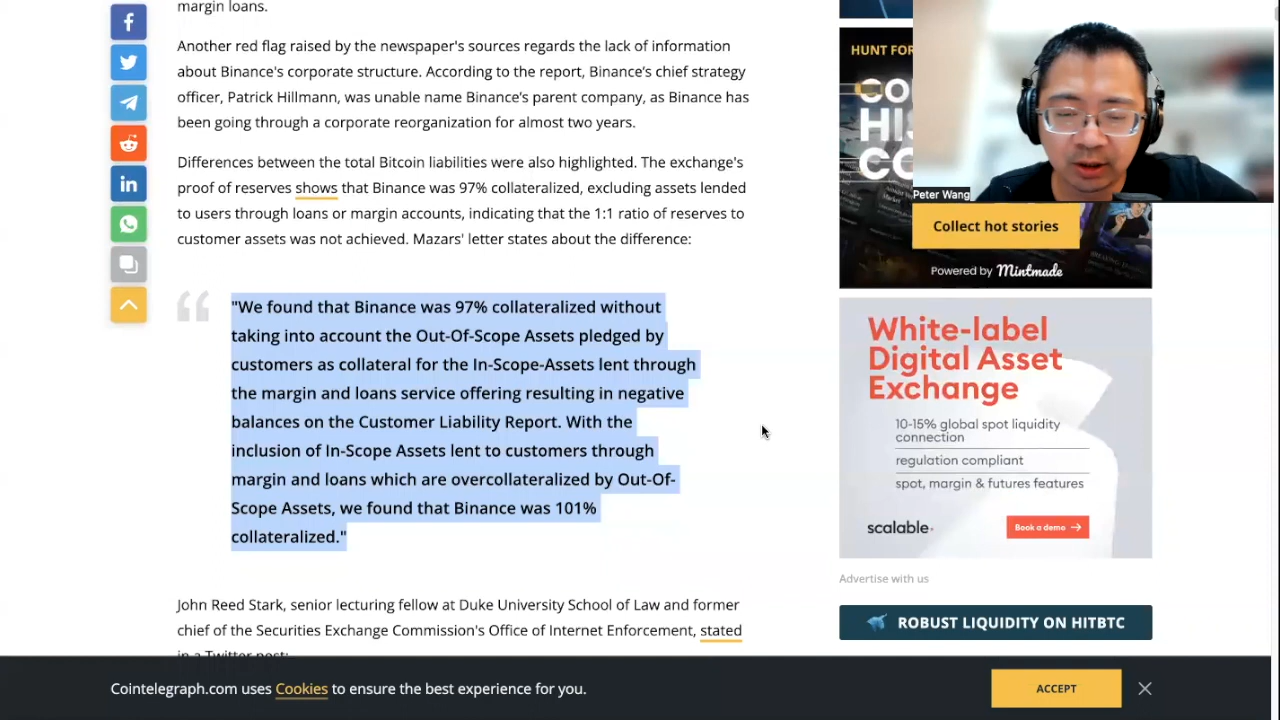 margin loans.
Another red flag raised by the newspaper's sources regards the lack of information
about Binance's corporate structure. According to the report, Binance's chief strategy
officer, Patrick Hillmann, was unable name Binance's parent company, as Binance has
been going through a corporate reorganization for almost two years.
Differences between the total Bitcoin liabilities were also highlighted. The exchange's
proof of reserves shows that Binance was 97% collateralized, excluding assets lended
to users through loans or margin accounts, indicating that the 1:1 ratio of reserves to
customer assets was not achieved. Mazars' letter states about the difference:
"We found that Binance was 97% collateralized without
taking into account the Out-Of-Scope Assets pledged by
customers as collateral for the In-Scope-Assets lent through
the margin and loans service offering resulting in negative
balances on the Customer Liability Report. With the
inclusion of In-Scope Assets lent to customers through
margin and loans which are overcollateralized by Out-Of-
Scope Assets, we found that Binance was 101%
collateralized."
John Reed Stark, senior lecturing fellow at Duke University School of Law and former
chief of the Securities Exchange Commission's Office of Internet Enforcement, stated
in a Twitter post:
HUNT FOR
HIS
Peter Wang
Collect hot stories
Powered by Mintmade
White-label
Digital Asset
Exchange
10-15% global spot liquidity
connection
regulation compliant
spot, margin & futures features
scalable
Book a demo →
Advertise with us
ROBUST LIQUIDITY ON HITBTC
Cointelegraph.com uses Cookies to ensure the best experience for you.
ACCEPT